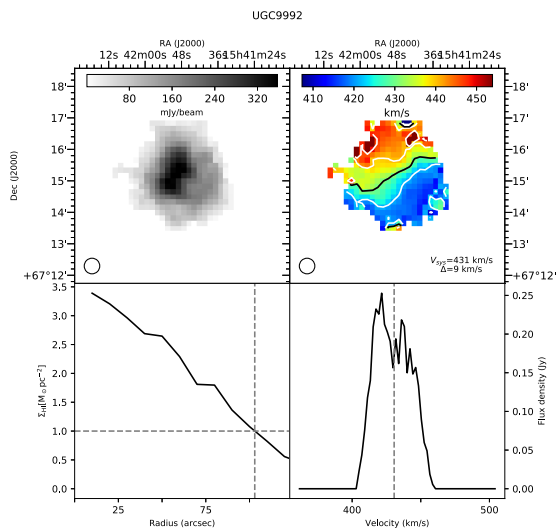 UGC9992
RA (J2000)
RA (J2000)
12s 42m00s 48s 36s 15h41m24s
12s 42m00s 48s 36s 15h41m24s
80 160 240 320
mJy/beam
410 420 430 440 450
km/s
Dec (J2000)
18'
17'
16'
15'
14'
13'
+67°12'
18'
17'
16'
15'
14'
13'
+67°12'
Vsys=431 km/s
Δ=9 km/s
ΣHI[M⊙pc−2]
3.5
3.0
2.5
2.0
1.5
1.0
0.5
0.0
25 75
Radius (arcsec)
400 450 500
Velocity (km/s)
0.25
0.20
0.15
0.10
0.05
0.00
Flux density (Jy)